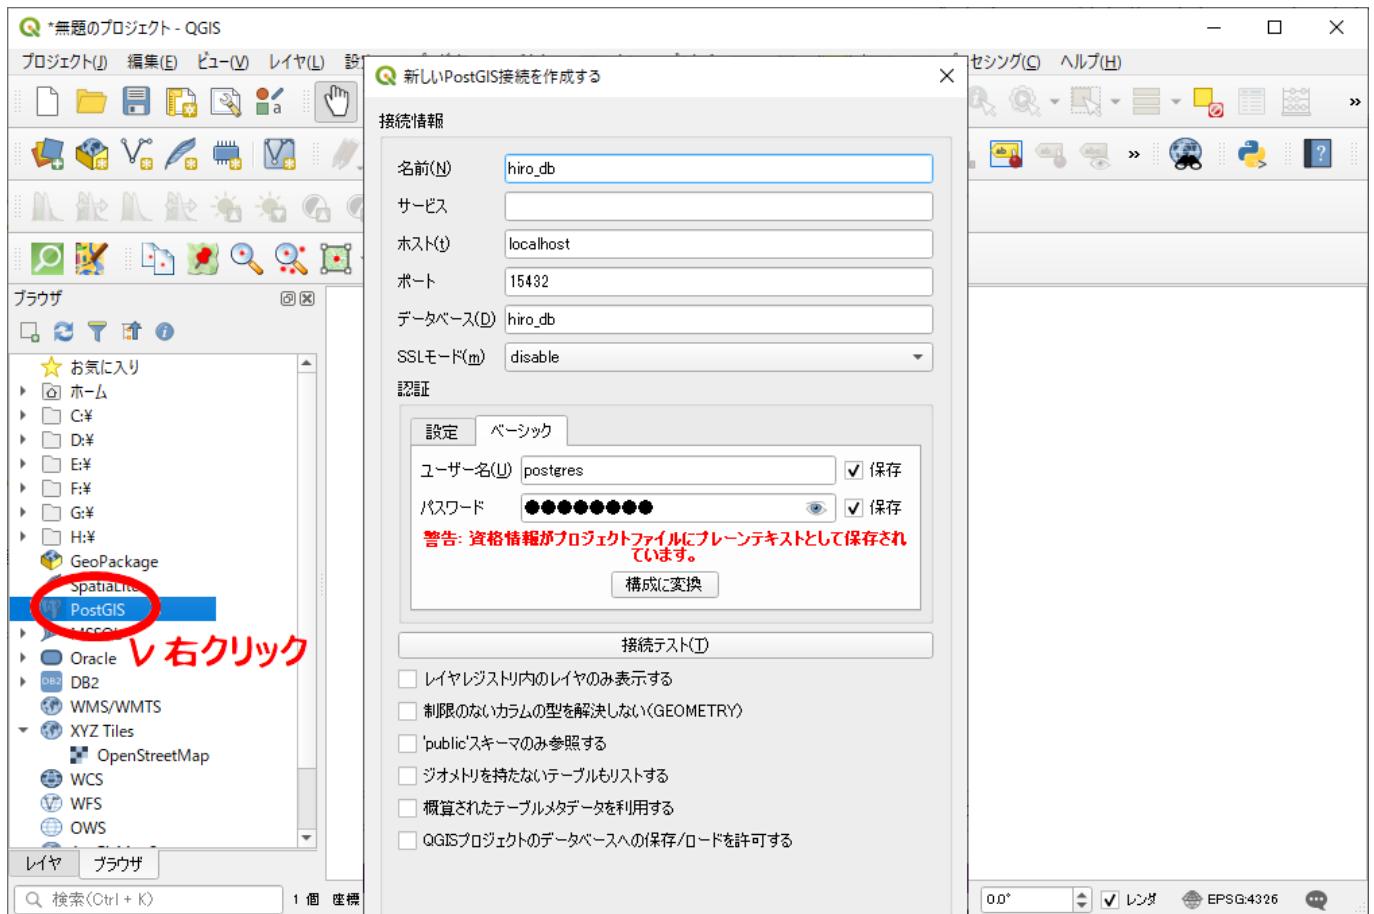 *無題のプロジェクト - QGIS
プロジェクト(J) 編集(E) ビュー(V) レイヤ(L) 設
セシング(C) ヘルプ(H)
新しいPostGIS接続を作成する
接続情報
名前(N) hiro_db
サービス
ホスト(t) localhost
ポート 15432
データベース(D) hiro_db
SSLモード(m) disable
認証
設定 ベーシック
ユーザー名(U) postgres 保存
パスワード ●●●●●●●● 保存
警告: 資格情報がプロジェクトファイルにプレーンテキストとして保存され
ています。
構成に変換
接続テスト(T)
レイヤレジストリ内のレイヤのみ表示する
制限のないカラムの型を解決しない(GEOMETRY)
'public'スキーマのみ参照する
ジオメトリを持たないテーブルもリストする
概算されたテーブルメタデータを利用する
QGISプロジェクトのデータベースへの保存/ロードを許可する
ブラウザ
お気に入り
ホーム
C:¥
D:¥
E:¥
F:¥
G:¥
H:¥
GeoPackage
SpatiaLite
PostGIS
MSSQL
右クリック
Oracle
DB2
WMS/WMTS
XYZ Tiles
OpenStreetMap
WCS
WFS
OWS
レイヤ ブラウザ
検索(Ctrl + K)
1 個 座標
0.0°
レンダ
EPSG:4326